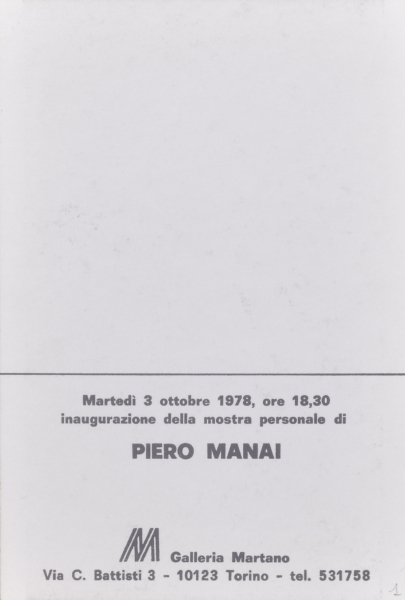 Martedì 3 ottobre 1978, ore 18,30
inaugurazione della mostra personale di
PIERO MANAI
M Galleria Martano
Via C. Battisti 3 - 10123 Torino - tel. 531758
1